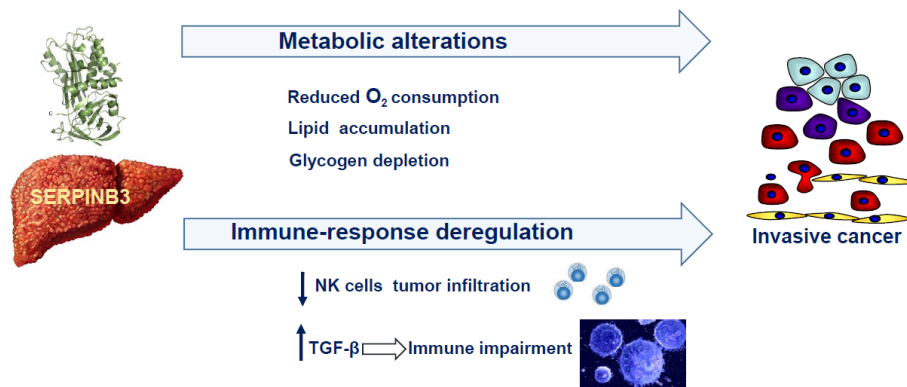 Metabolic alterations
Reduced O₂ consumption
Lipid accumulation
Glycogen depletion
C
SERPINB3
Immune-response deregulation
Invasive cancer
NK cells tumor infiltration
TGF-β Immune impairment